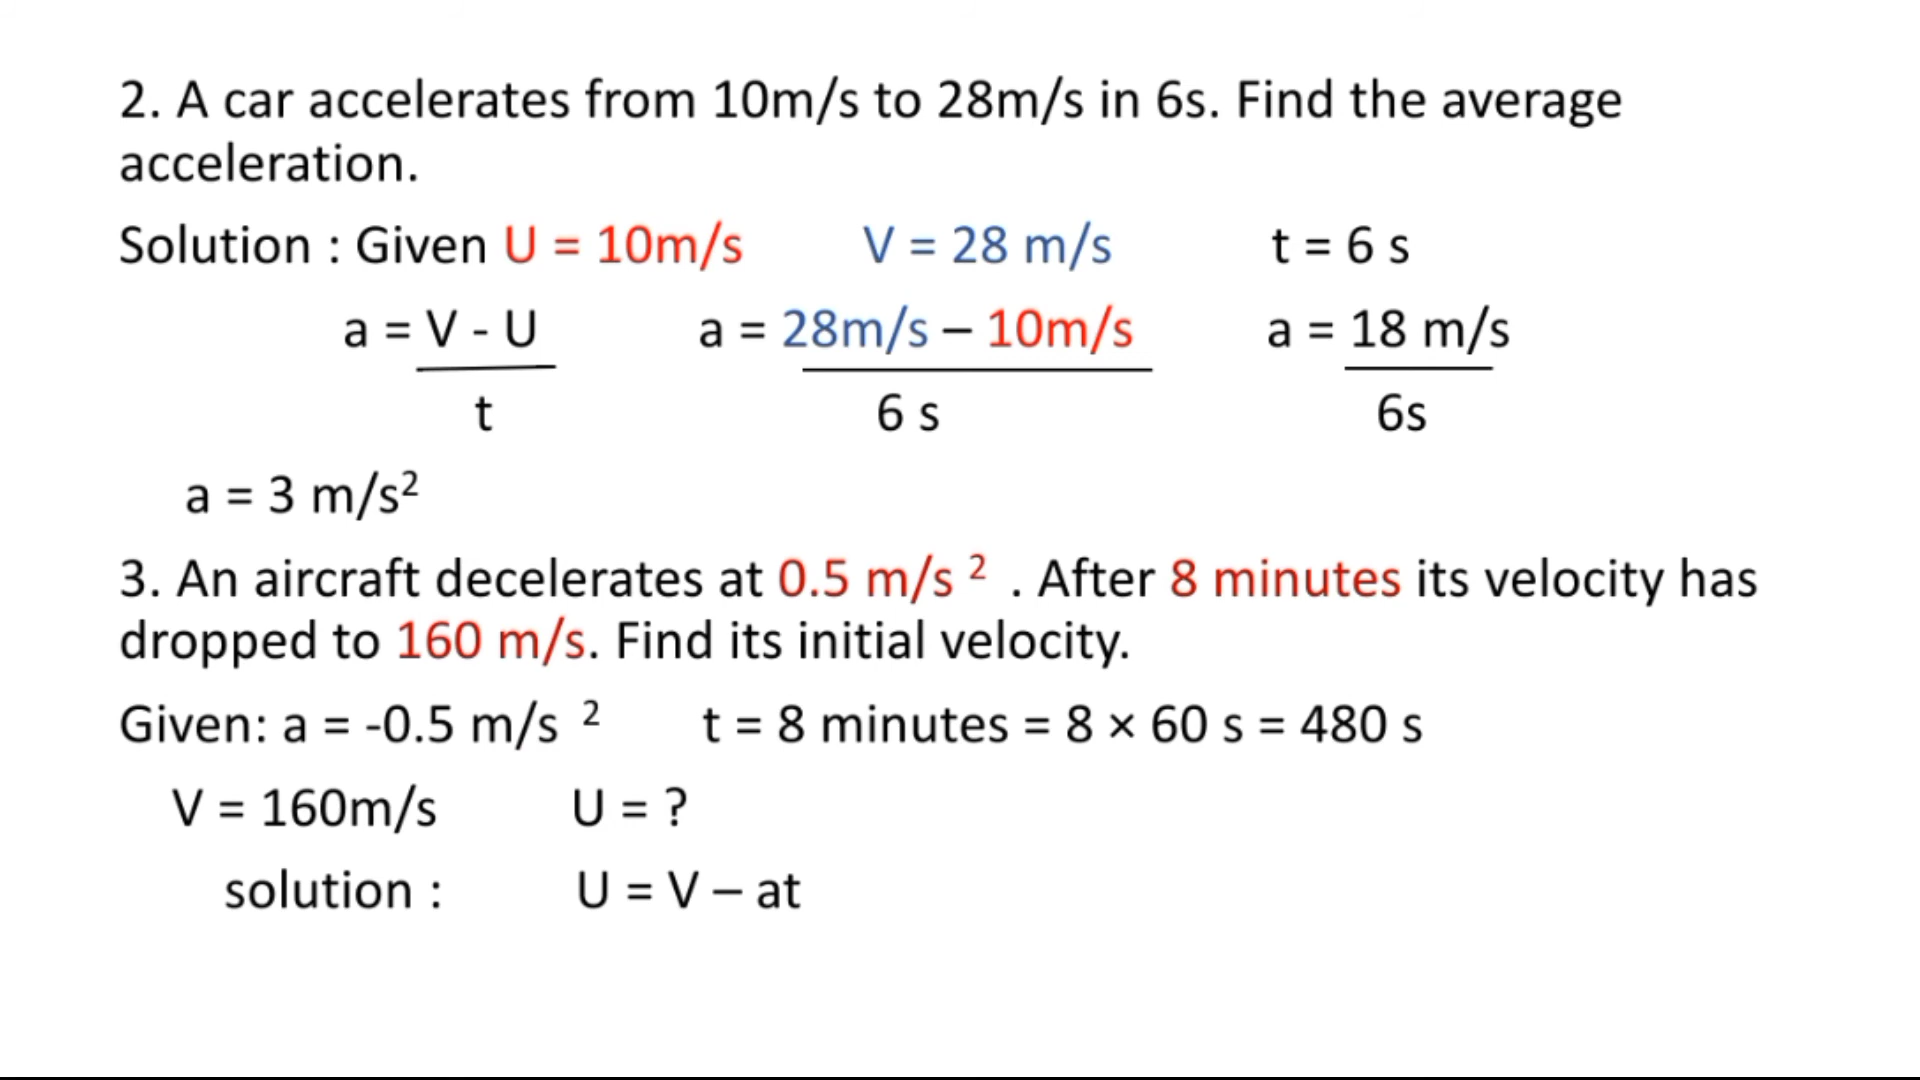 2. A car accelerates from 10m/s to 28m/s in 6s. Find the average
acceleration.
Solution : Given U = 10m/s V = 28 m/s t = 6 s
a = V - U a = 28m/s – 10m/s a = 18 m/s
t 6 s 6s
a = 3 m/s²
3. An aircraft decelerates at 0.5 m/s ² . After 8 minutes its velocity has
dropped to 160 m/s. Find its initial velocity.
Given: a = -0.5 m/s ² t = 8 minutes = 8 × 60 s = 480 s
V = 160m/s U = ?
solution : U = V – at